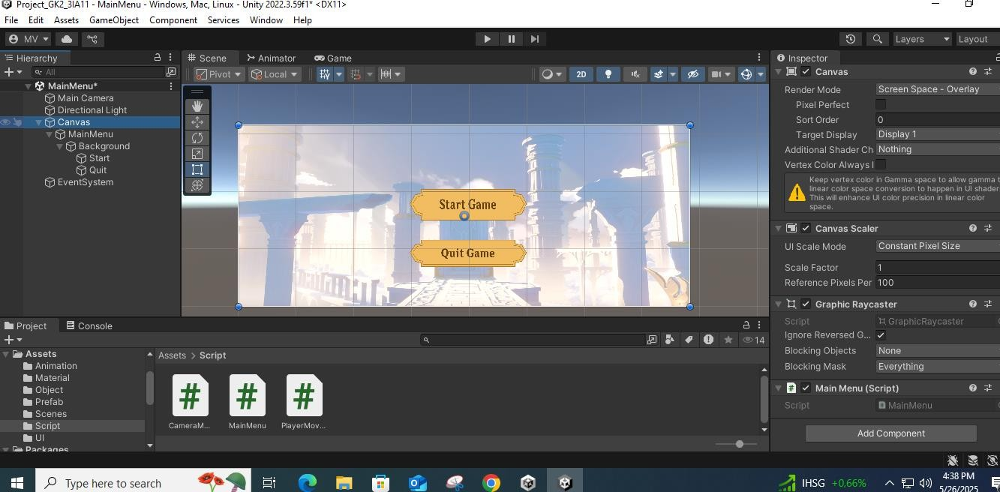 Project_GK2_3IA11 - MainMenu - Windows, Mac, Linux - Unity 2022.3.59f1* <DX11>
File Edit Assets GameObject Component Services Window Help
MV Layers Layout
Hierarchy
All
MainMenu*
Main Camera
Directional Light
Canvas
MainMenu
Background
Start
Quit
EventSystem
Scene Animator Game
Pivot Local 2D
Start Game
Quit Game
Inspector
Canvas
Render Mode Screen Space - Overlay
Pixel Perfect
Sort Order 0
Target Display Display 1
Additional Shader Ch Nothing
Vertex Color Always I
Keep vertex color in Gamma space to allow gamma t
linear color space conversion to happen in UI shader
This will enhance UI color precision in linear color
space.
Canvas Scaler
UI Scale Mode Constant Pixel Size
Scale Factor 1
Reference Pixels Per 100
Graphic Raycaster
Script GraphicRaycaster
Ignore Reversed G...
Blocking Objects None
Blocking Mask Everything
Main Menu (Script)
Script MainMenu
Add Component
Project Console
14
Assets
Animation
Material
Object
Prefab
Scenes
Script
UI
Packages
Assets > Script
CameraM... MainMenu PlayerMov...
Type here to search
IHSG +0,66%
4:38 PM
5/26/2025